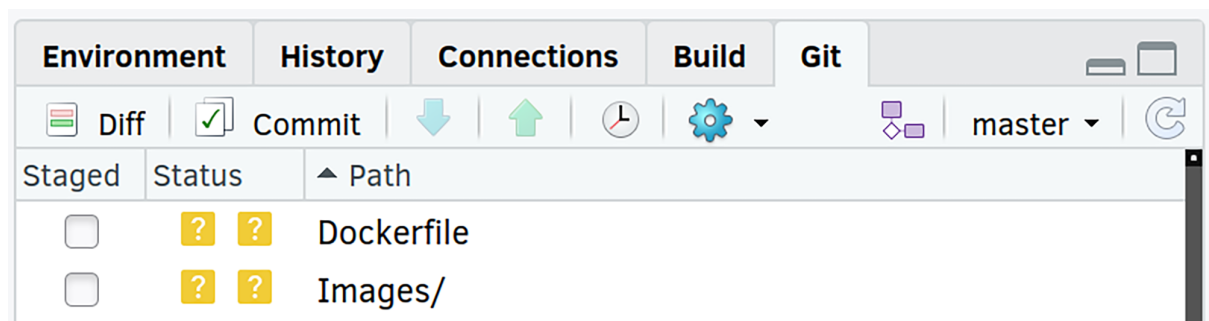 Environment History Connections Build Git
Diff Commit master
Staged Status Path
? ? Dockerfile
? ? Images/